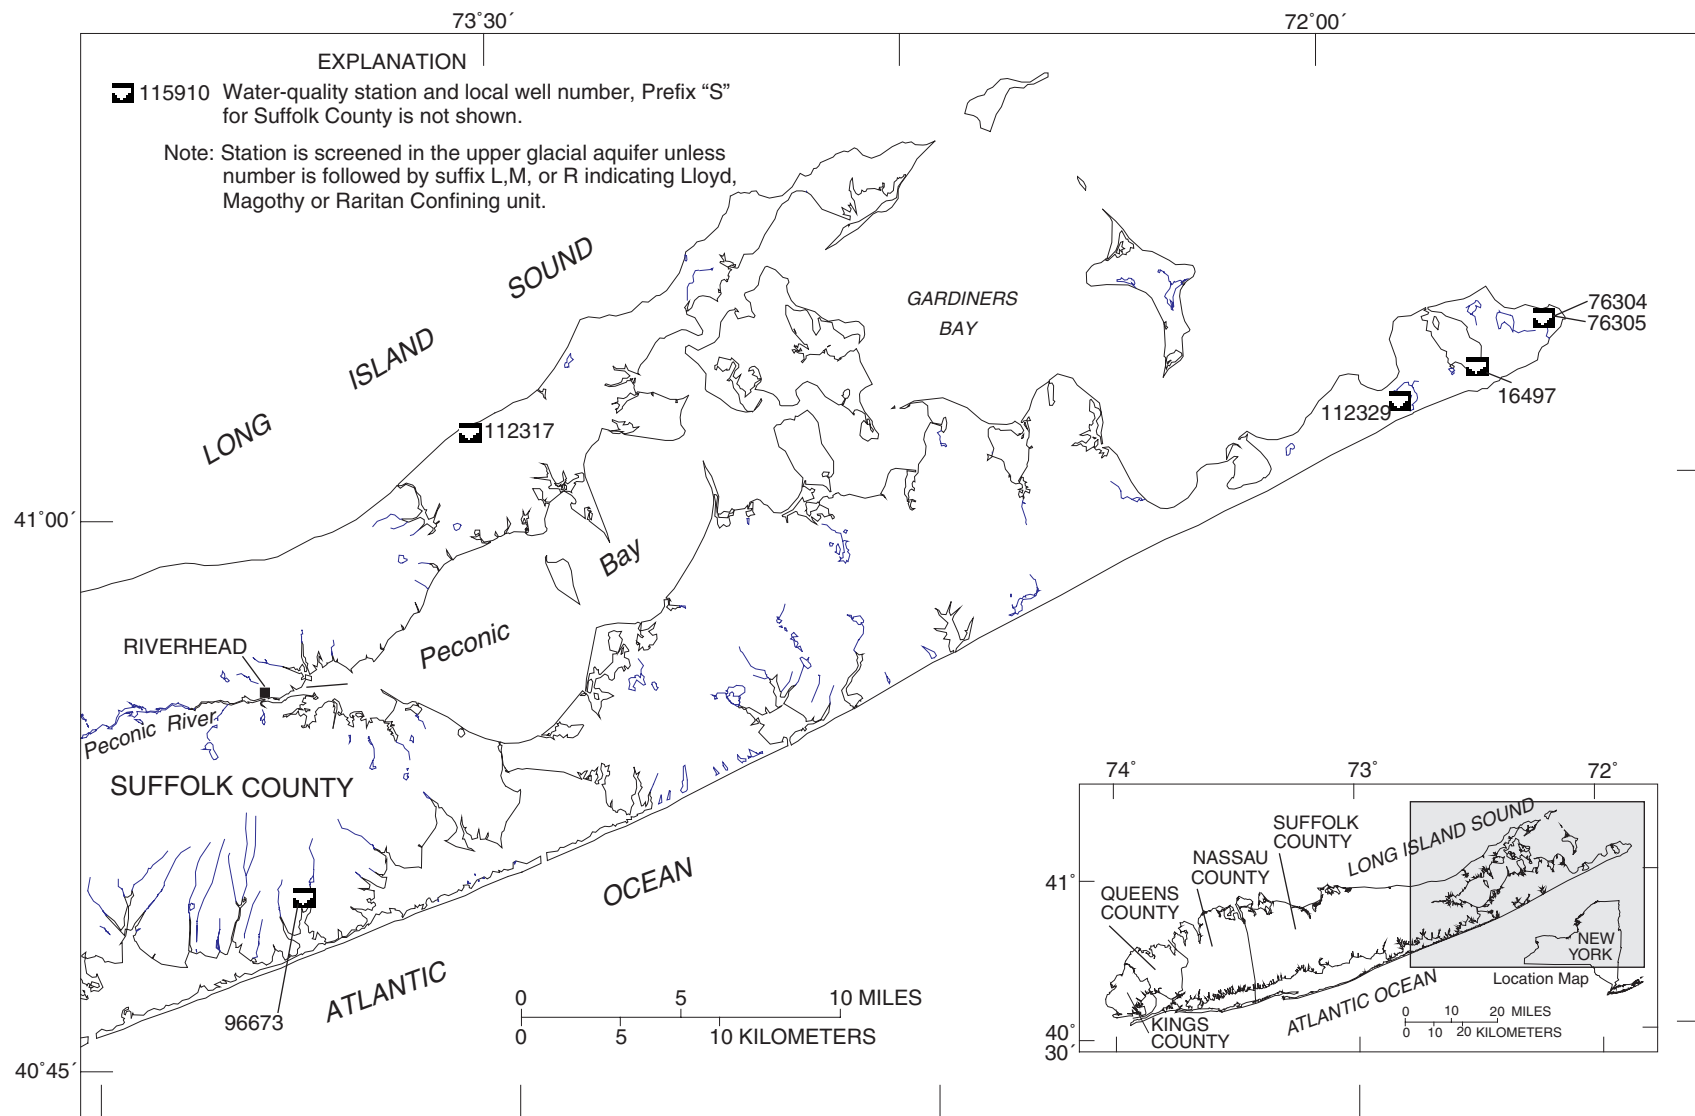 73°30´
72°00´
EXPLANATION
115910 Water-quality station and local well number, Prefix “S”
for Suffolk County is not shown.
Note: Station is screened in the upper glacial aquifer unless
number is followed by suffix L,M, or R indicating Lloyd,
Magothy or Raritan Confining unit.
LONG ISLAND SOUND
GARDINERS
BAY
76304
76305
16497
112329
112317
41°00´
Peconic Bay
RIVERHEAD
Peconic River
SUFFOLK COUNTY
96673
ATLANTIC OCEAN
0 5 10 MILES
0 5 10 KILOMETERS
40°45´
74°
73°
72°
LONG ISLAND SOUND
SUFFOLK
COUNTY
NASSAU
COUNTY
QUEENS
COUNTY
41°
NEW
YORK
Location Map
ATLANTIC OCEAN
KINGS
COUNTY
0 10 20 MILES
0 10 20 KILOMETERS
40°
30´